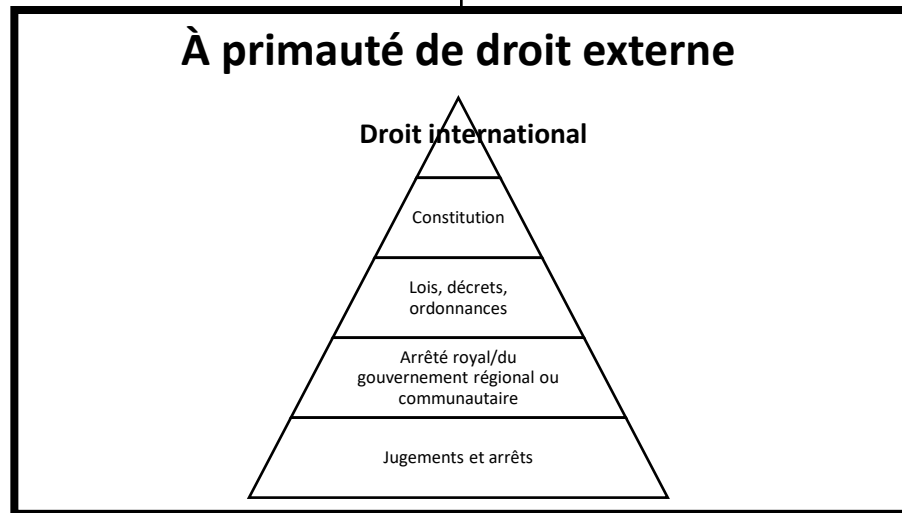 À primauté de droit externe
Droit international
Constitution
Lois, décrets,
ordonnances
Arrêté royal/du
gouvernement régional ou
communautaire
Jugements et arrêts